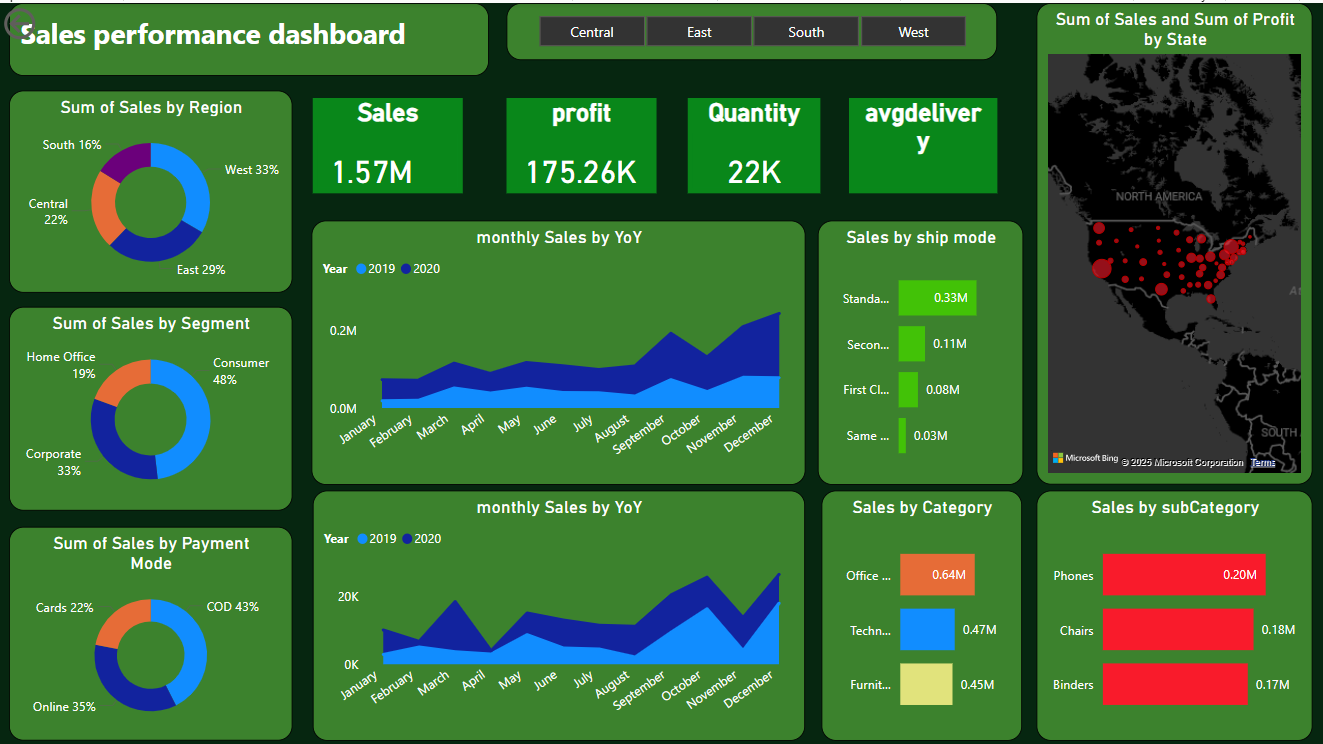 Sales performance dashboard
Central
East
South
West
Sum of Sales and Sum of Profit
by State
Sum of Sales by Region
South 16%
West 33%
Central
22%
East 29%
Sales
1.57M
profit
175.26K
Quantity
22K
avgdeliver
y
NORTH AMERICA
SOUTH
Microsoft Bing
© 2025 Microsoft Corporation
Terms
Sum of Sales by Segment
Home Office
19%
Consumer
48%
Corporate
33%
monthly Sales by YoY
Year 2019 2020
0.2M
0.0M
January
February
March
April
May
June
July
August
September
October
November
December
Sales by ship mode
Standa... 0.33M
Secon... 0.11M
First Cl... 0.08M
Same ... 0.03M
Sum of Sales by Payment
Mode
Cards 22%
COD 43%
Online 35%
monthly Sales by YoY
Year 2019 2020
20K
0K
January
February
March
April
May
June
July
August
September
October
November
December
Sales by Category
Office ... 0.64M
Techn... 0.47M
Furnit... 0.45M
Sales by subCategory
Phones 0.20M
Chairs 0.18M
Binders 0.17M